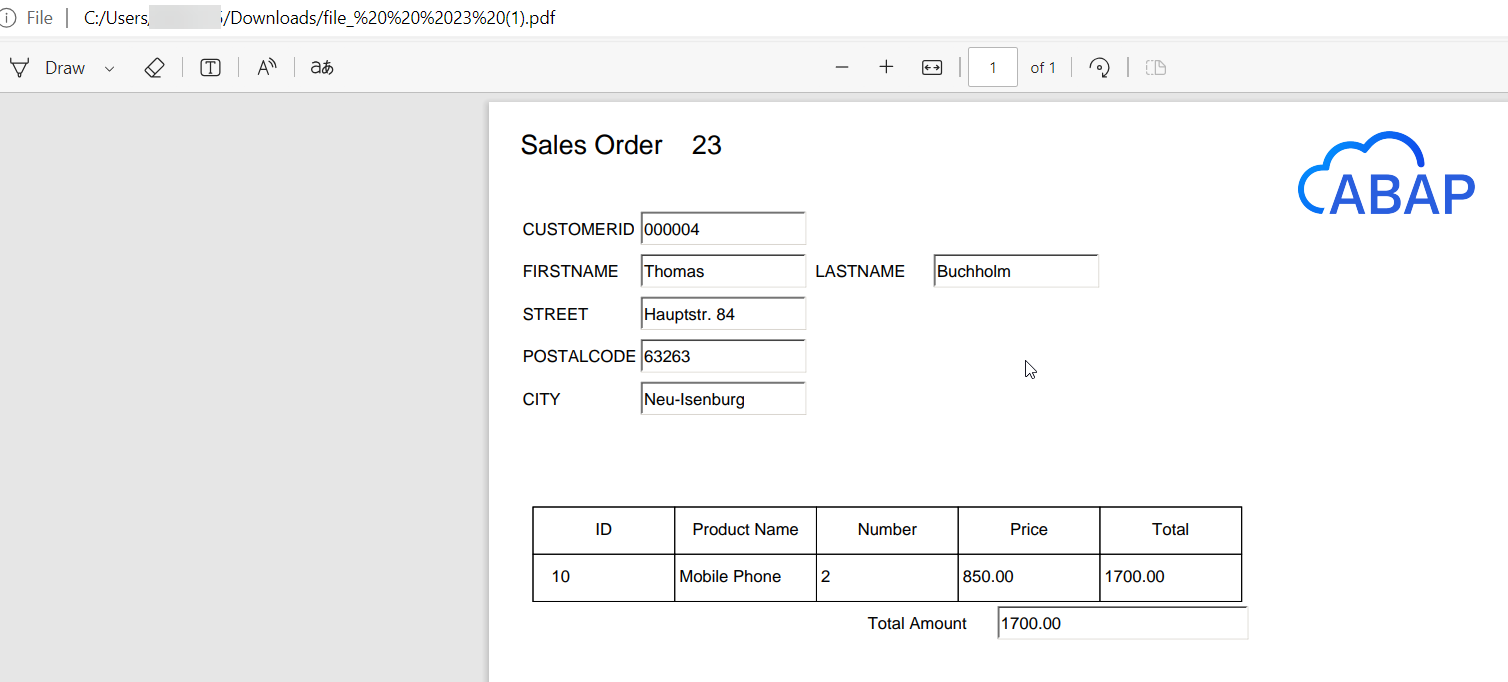 File | C:/Users/ /Downloads/file_%20%20%2023%20(1).pdf
Draw T A aあ 1 of 1
Sales Order 23
ABAP
CUSTOMERID 000004
FIRSTNAME Thomas LASTNAME Buchholm
STREET Hauptstr. 84
POSTALCODE 63263
CITY Neu-Isenburg
ID Product Name Number Price Total
10 Mobile Phone 2 850.00 1700.00
Total Amount 1700.00